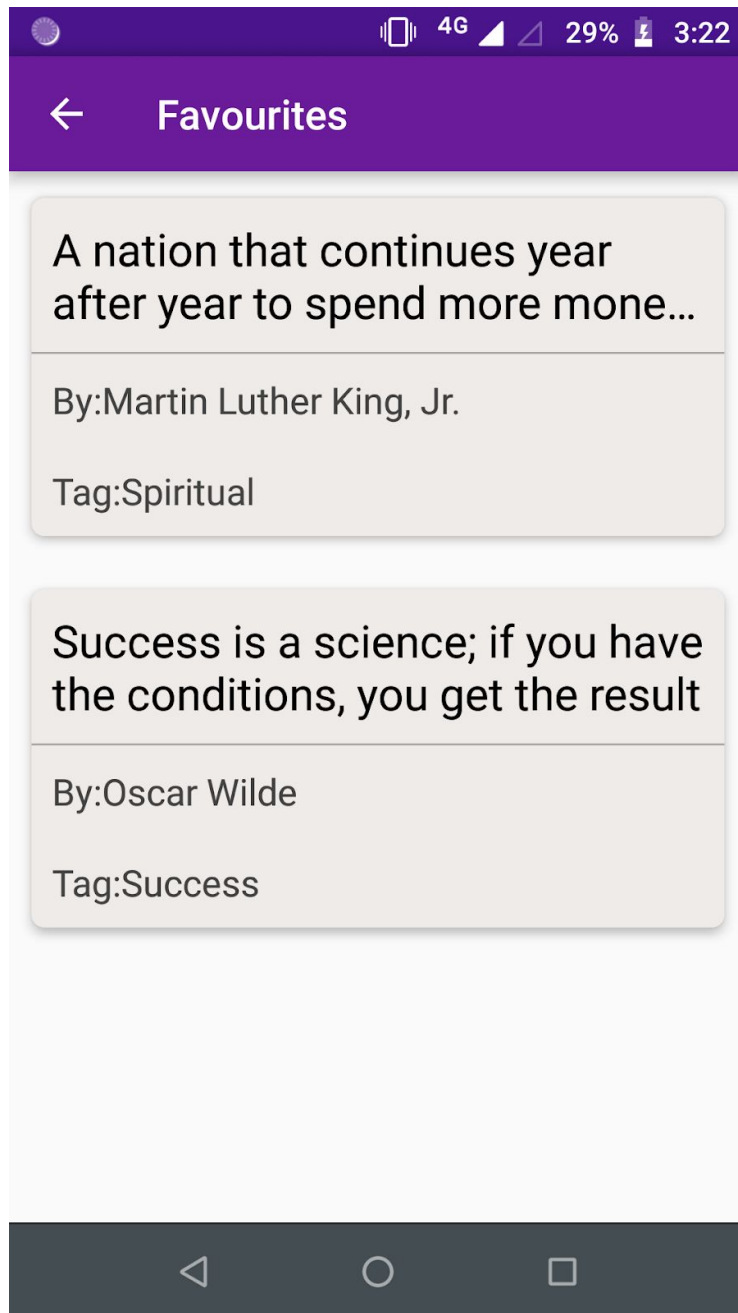 4G 29% 3:22
Favourites
A nation that continues year
after year to spend more mone...
By:Martin Luther King, Jr.
Tag:Spiritual
Success is a science; if you have
the conditions, you get the result
By:Oscar Wilde
Tag:Success